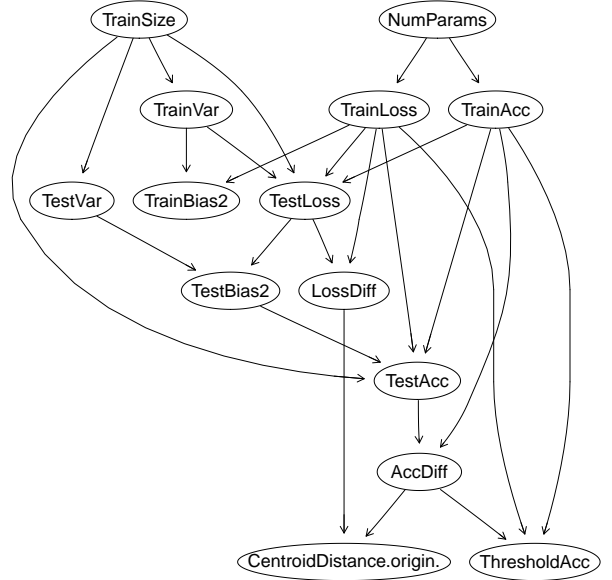 TrainSize
NumParams
TrainVar
TrainLoss
TrainAcc
TestVar
TrainBias2
TestLoss
TestBias2
LossDiff
TestAcc
AccDiff
CentroidDistance.origin.
ThresholdAcc